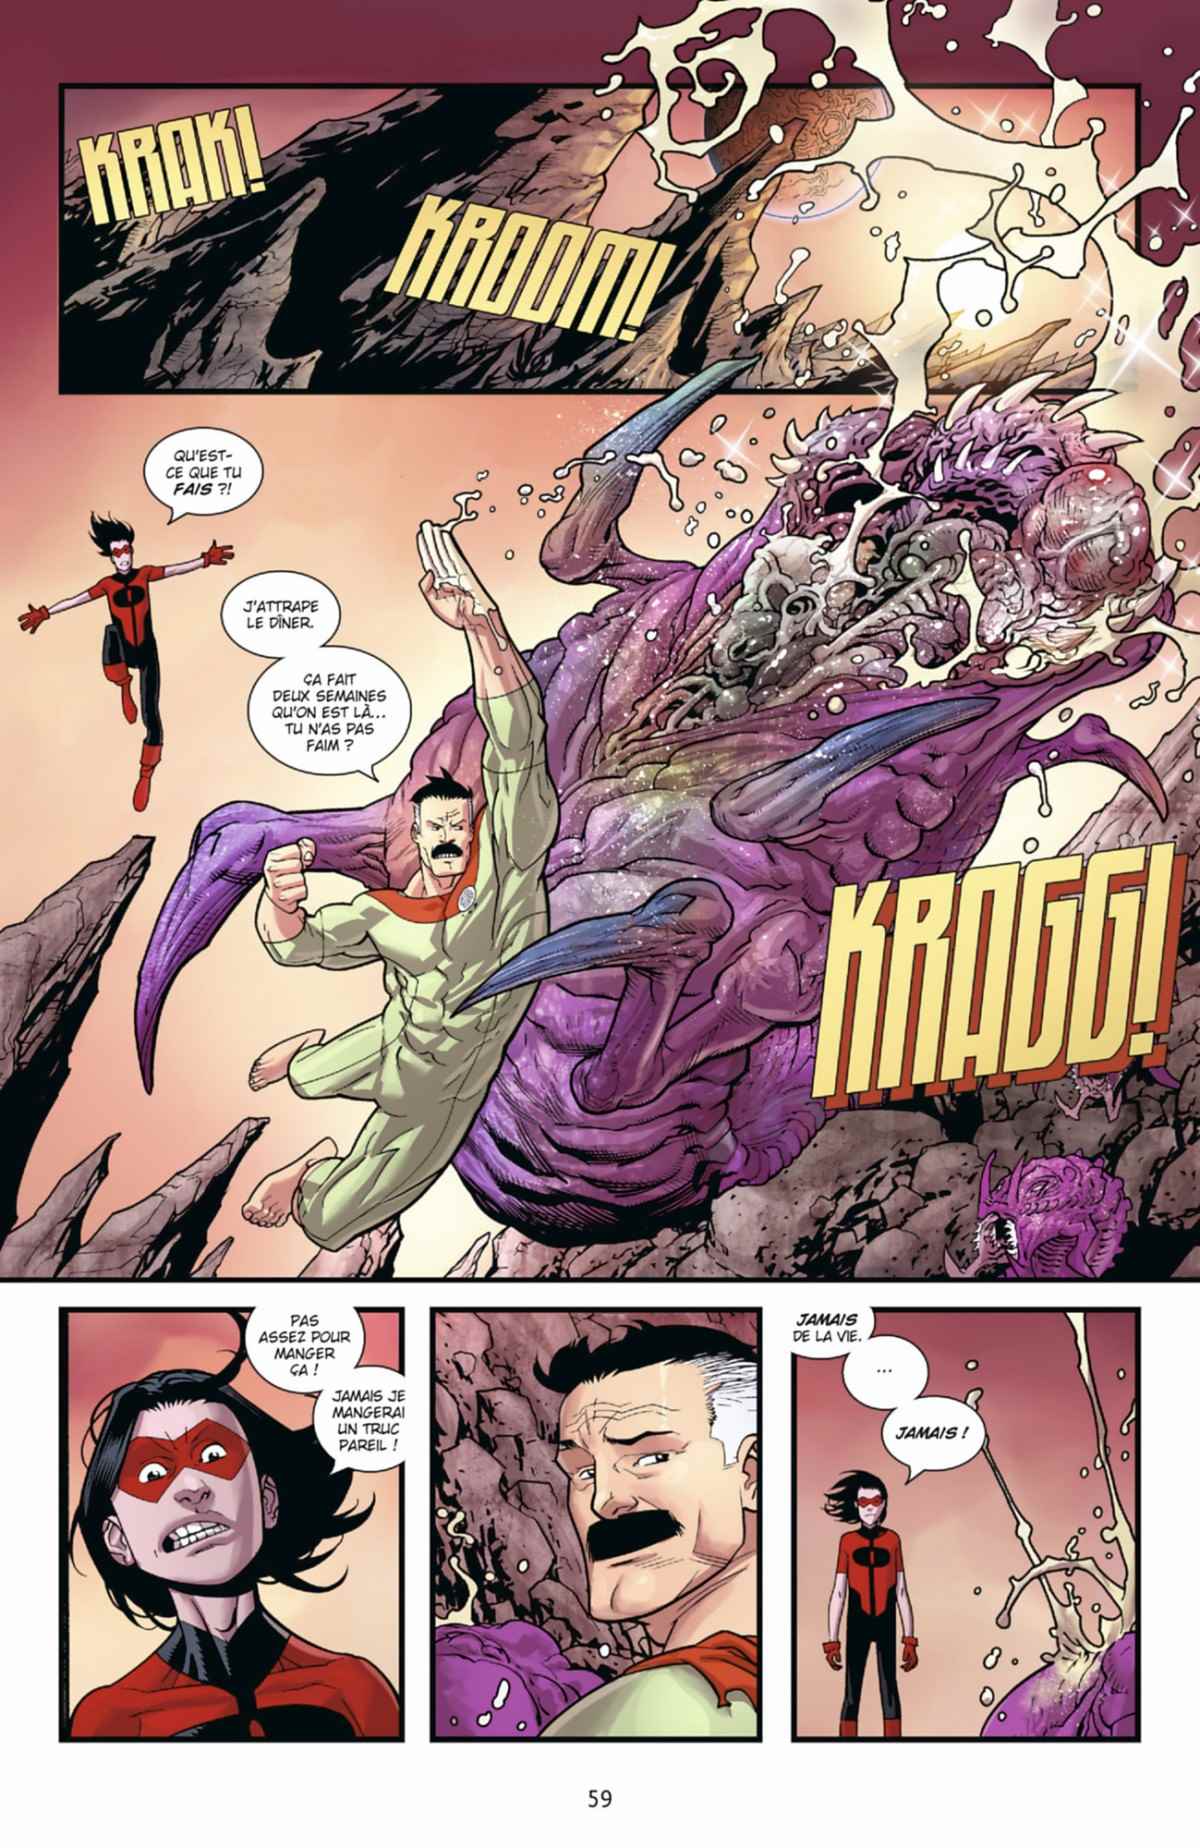 KRAK!
KROOM!
QU'EST-
CE QUE TU
FAIS ?!
J'ATTRAPE
LE DÎNER.
ÇA FAIT
DEUX SEMAINES
QU'ON EST LÀ...
TU N'AS PAS
FAIM ?
KRAGG!
PAS
ASSEZ POUR
MANGER
ÇA !
JAMAIS JE
MANGERAI
UN TRUC
PAREIL !
JAMAIS
DE LA VIE.
...
JAMAIS !
59